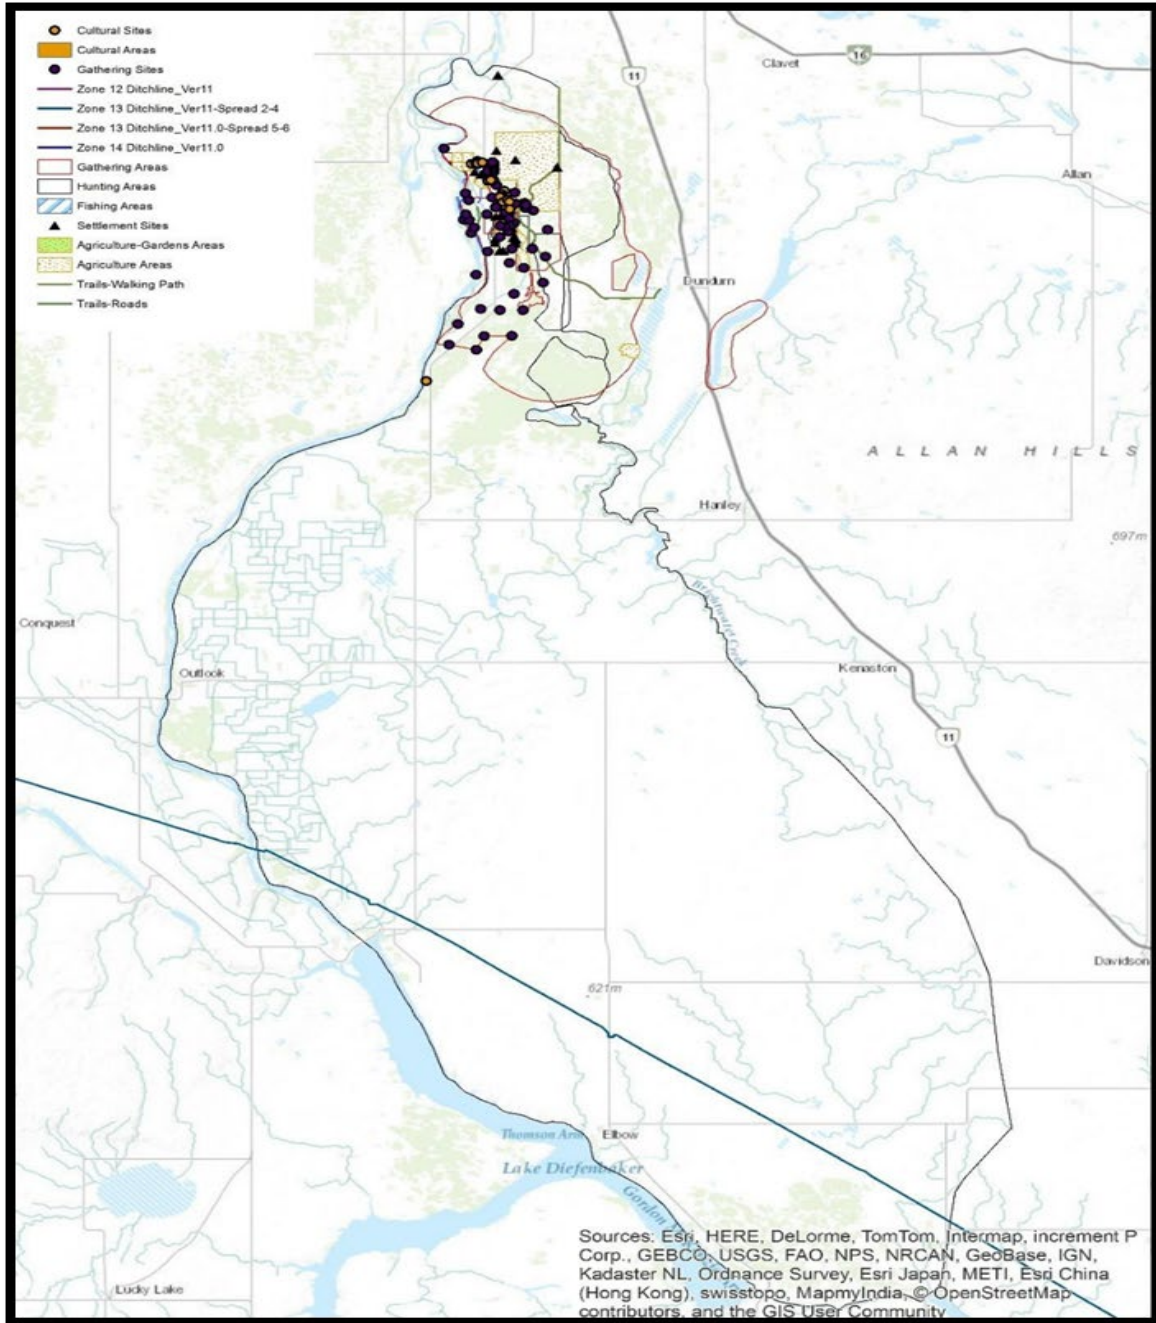 Cultural Sites
Cultural Areas
Gathering Sites
Zone 12 Ditchline_Ver11
Zone 13 Ditchline_Ver11-Spread 2-4
Zone 13 Ditchline_Ver11.0-Spread 5-6
Zone 14 Ditchline_Ver11.0
Gathering Areas
Hunting Areas
Fishing Areas
Settlement Sites
Agriculture-Gardens Areas
Agriculture Areas
Trails-Walking Path
Trails-Roads
16
Clavet
11
Allan
Dundurn
ALLAN HILLS
Hanley
697m
Brightwater Creek
Conquest
Kenaston
Outlook
11
Davidson
621m
Thomson Arm
Elbow
Lake Diefenbaker
Gordon
Lucky Lake
Sources: Esri, HERE, DeLorme, TomTom, Intermap, increment P
Corp., GEBCO, USGS, FAO, NPS, NRCAN, GeoBase, IGN,
Kadaster NL, Ordnance Survey, Esri Japan, METI, Esri China
(Hong Kong), swisstopo, MapmyIndia, © OpenStreetMap
contributors, and the GIS User Community